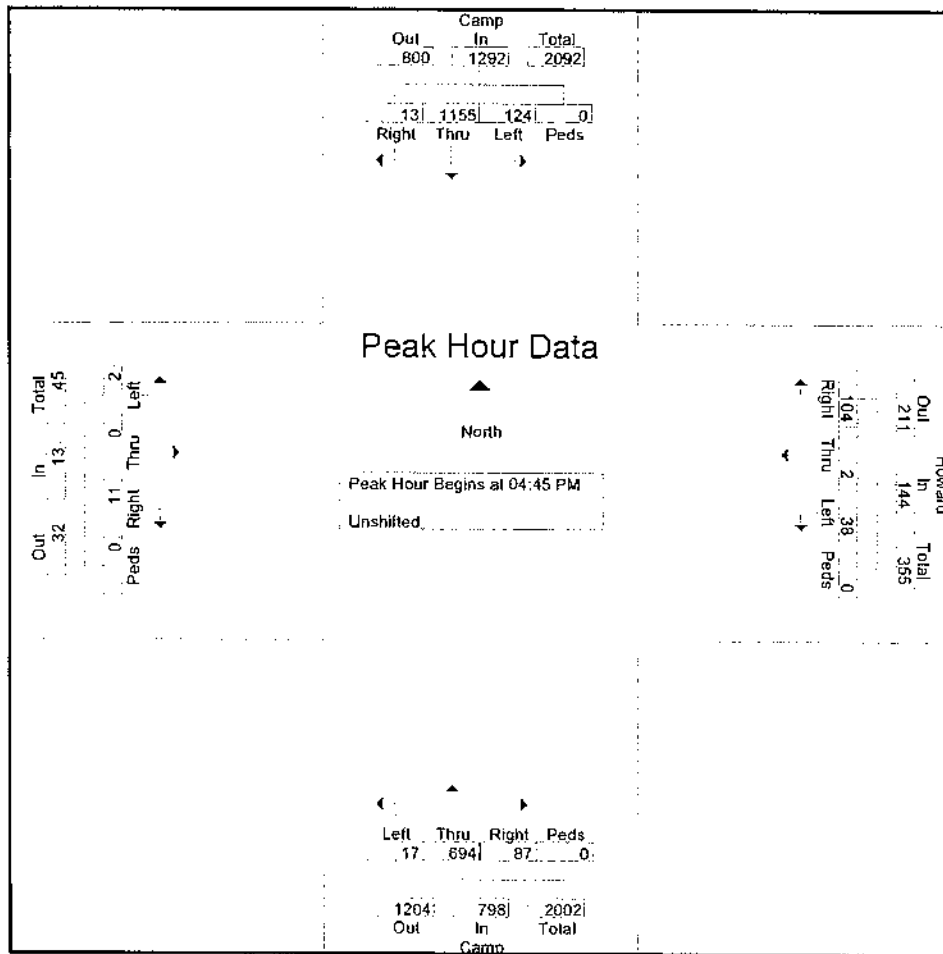 Camp
Out In Total
800 1292 2092
13 1155 124 0
Right Thru Left Peds
Peak Hour Data
North
Peak Hour Begins at 04:45 PM
Unshifted
Total In Out
45 13 32
2 0 11 0
Left Thru Right Peds
Right Thru Left Peds
104 2 38 0
211 144 355
Out In Total
Howard
Left Thru Right Peds
17 694 87 0
1204 798 2002
Out In Total
Camp